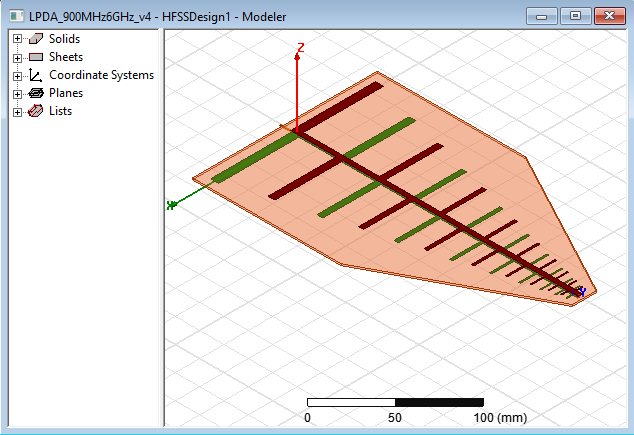 LPDA_900MHz6GHz_v4 - HFSSDesign1 - Modeler
Solids
Sheets
Coordinate Systems
Planes
Lists
Z
X
Y
0 50 100 (mm)